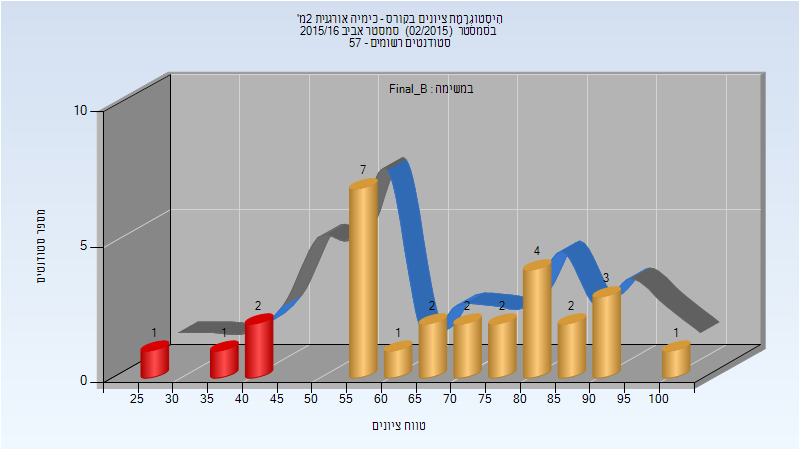 היסטוגרמת ציונים בקורס - כימיה אורגנית 2מ'
בסמסטר (02/2015) סמסטר אביב 2015/16
סטודנטים רשומים - 57
במשימה : Final_B
מספר סטודנטים
10
5
0
7
4
3
2
2
2
2
2
1
1
1
1
25 30 35 40 45 50 55 60 65 70 75 80 85 90 95 100
טווח ציונים